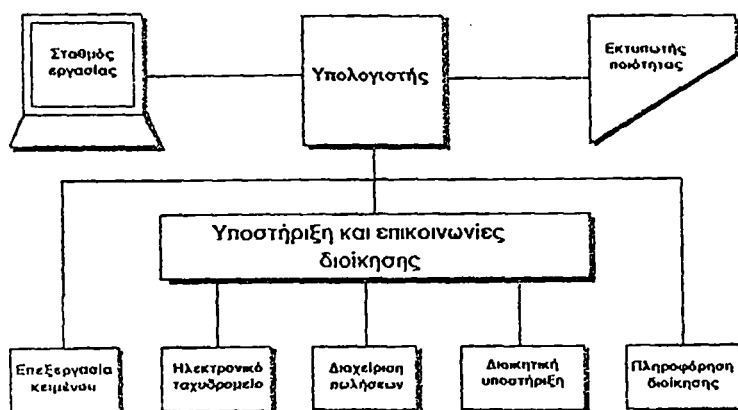 Σταθμός
εργασίας
Υπολογιστής
Εκτυπωτής
ποιότητας
Υποστήριξη και επικοινωνίες
διοίκησης
Επεξεργασία
κειμένου
Ηλεκτρονικό
ταχυδρομείο
Διαχείριση
πωλήσεων
Διοικητική
υποστήριξη
Πληροφόρηση
διοίκησης